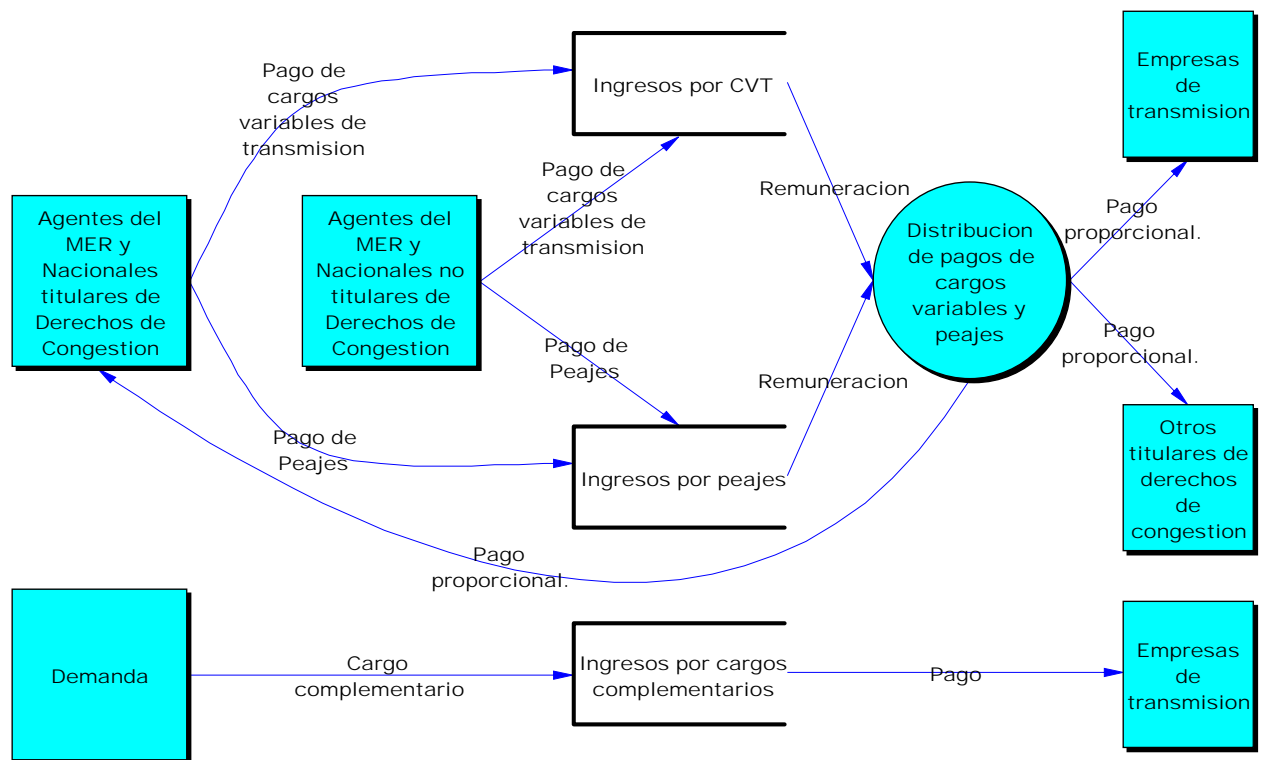 Pago de
cargos
variables de
transmision
Ingresos por CVT
Empresas
de
transmision
Agentes del
MER y
Nacionales
titulares de
Derechos de
Congestion
Agentes del
MER y
Nacionales no
titulares de
Derechos de
Congestion
Pago de
cargos
variables de
transmision
Remuneracion
Distribucion
de pagos de
cargos
variables y
peajes
Pago
proporcional.
Pago
proporcional.
Pago de
Peajes
Remuneracion
Pago de
Peajes
Ingresos por peajes
Otros
titulares de
derechos
de
congestion
Pago
proporcional.
Demanda
Cargo
complementario
Ingresos por cargos
complementarios
Pago
Empresas
de
transmision